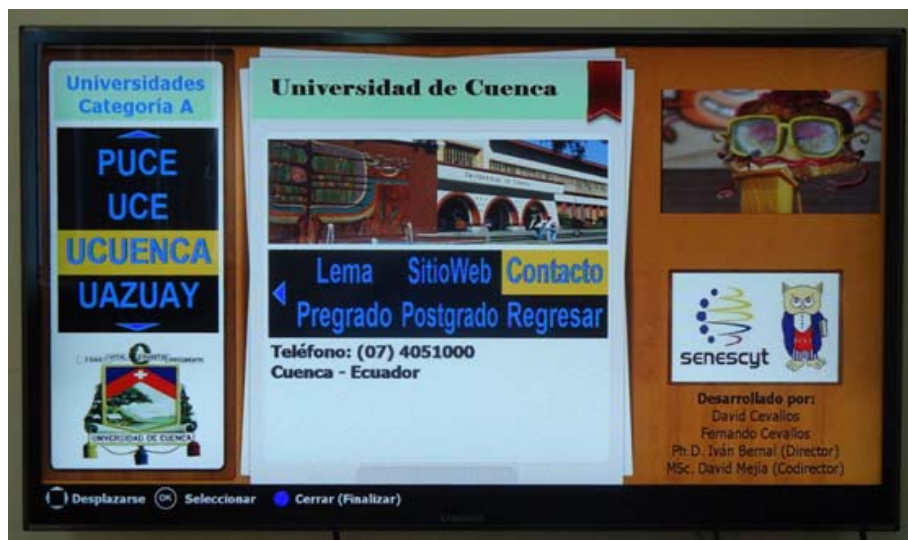 Universidades
Categoría A
PUCE
UCE
UCUENCA
UAZUAY
UNIVERSIDAD DE CUENCA
Universidad de Cuenca
Lema SitioWeb Contacto
Pregrado Postgrado Regresar
Teléfono: (07) 4051000
Cuenca - Ecuador
senescyt
Desarrollado por:
David Cevallos
Fernando Cevallos
Ph D. Iván Bernal (Director)
MSc. David Mejía (Codirector)
Desplazarse OK Seleccionar Cerrar (Finalizar)